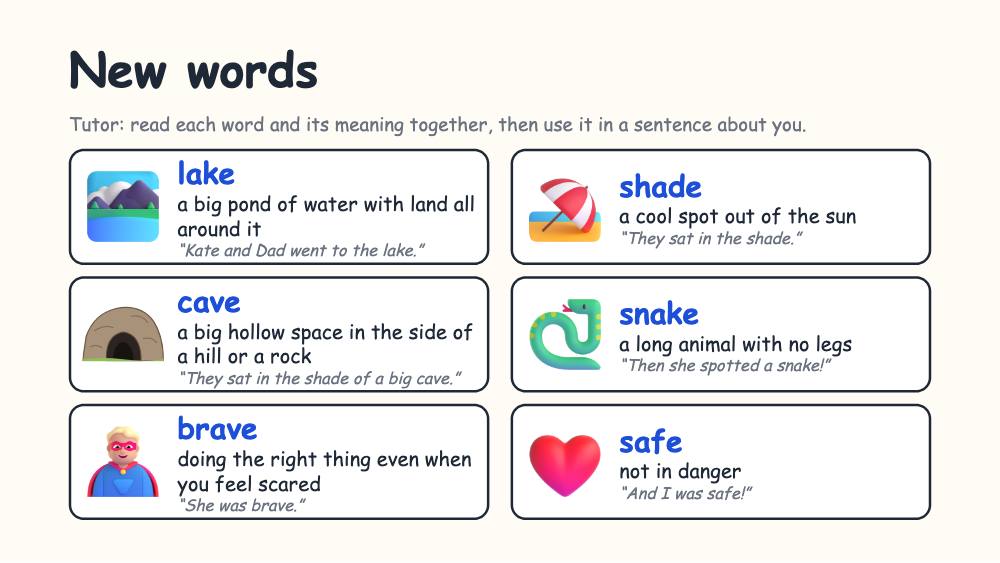 New words
Tutor: read each word and its meaning together, then use it in a sentence about you.
lake
a big pond of water with land all
around it
"Kate and Dad went to the lake."
shade
a cool spot out of the sun
"They sat in the shade."
cave
a big hollow space in the side of
a hill or a rock
"They sat in the shade of a big cave."
snake
a long animal with no legs
"Then she spotted a snake!"
brave
doing the right thing even when
you feel scared
"She was brave."
safe
not in danger
"And I was safe!"